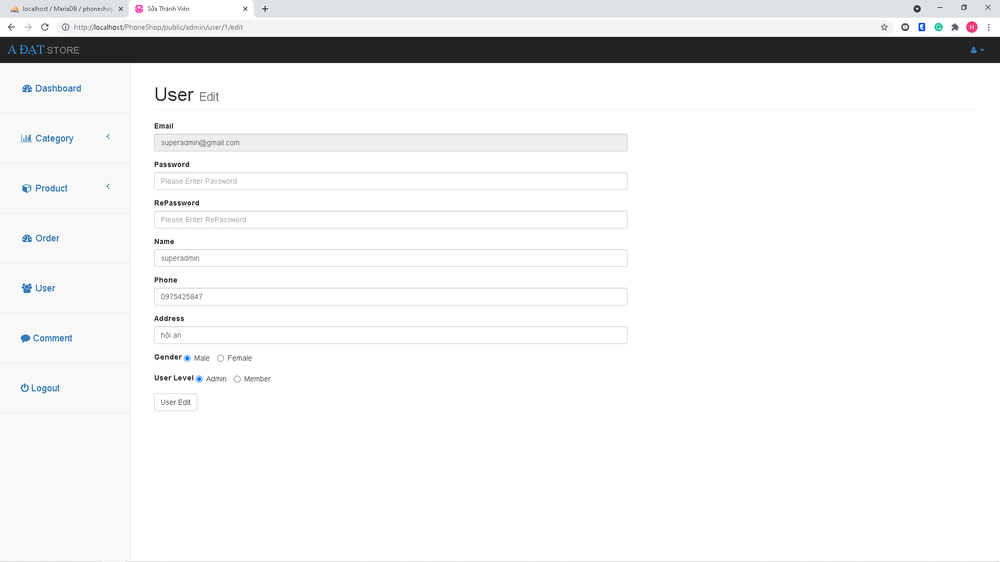 localhost / MariaDB / phoneshop
Sửa Thành Viên
http://localhost/PhoneShop/public/admin/user/1/edit
H
A ĐẠT STORE
Dashboard
Category
Product
Order
User
Comment
Logout
User Edit
Email
superadmin@gmail.com
Password
Please Enter Password
RePassword
Please Enter RePassword
Name
superadmin
Phone
0975425847
Address
hội an
Gender Male Female
User Level Admin Member
User Edit